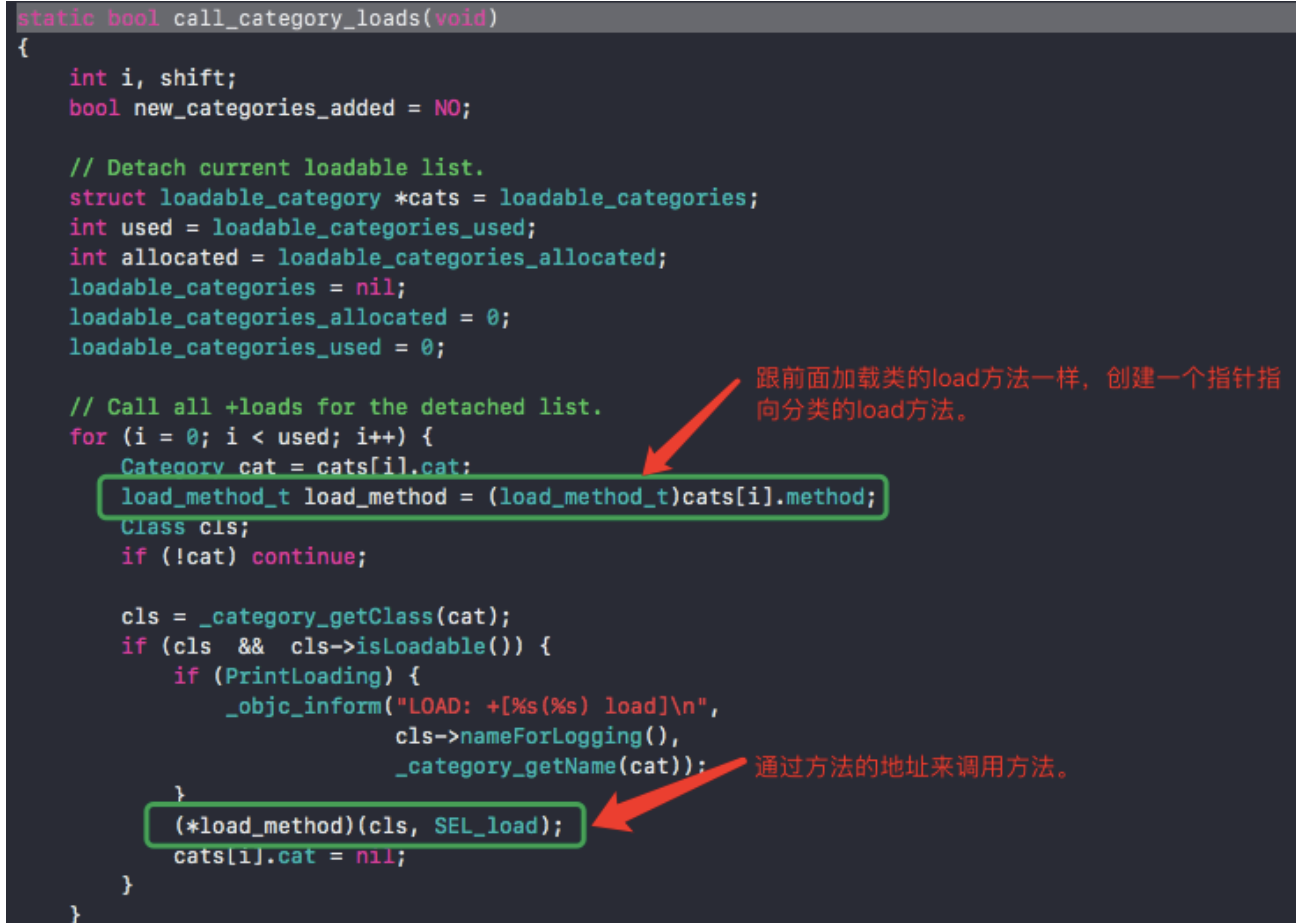 static bool call_category_loads(void)
{
    int i, shift;
    bool new_categories_added = NO;

    // Detach current loadable list.
    struct loadable_category *cats = loadable_categories;
    int used = loadable_categories_used;
    int allocated = loadable_categories_allocated;
    loadable_categories = nil;
    loadable_categories_allocated = 0;
    loadable_categories_used = 0;

跟前面加载类的load方法一样，创建一个指针指
向分类的load方法。
    // Call all +loads for the detached list.
    for (i = 0; i < used; i++) {
        Category cat = cats[i].cat;
        load_method_t load_method = (load_method_t)cats[i].method;
        Class cls;
        if (!cat) continue;

        cls = _category_getClass(cat);
        if (cls  &&  cls->isLoadable()) {
            if (PrintLoading) {
                _objc_inform("LOAD: +[%s(%s) load]\n",
                             cls->nameForLogging(),
                             _category_getName(cat));
通过方法的地址来调用方法。
            }
            (*load_method)(cls, SEL_load);
            cats[i].cat = nil;
        }
    }